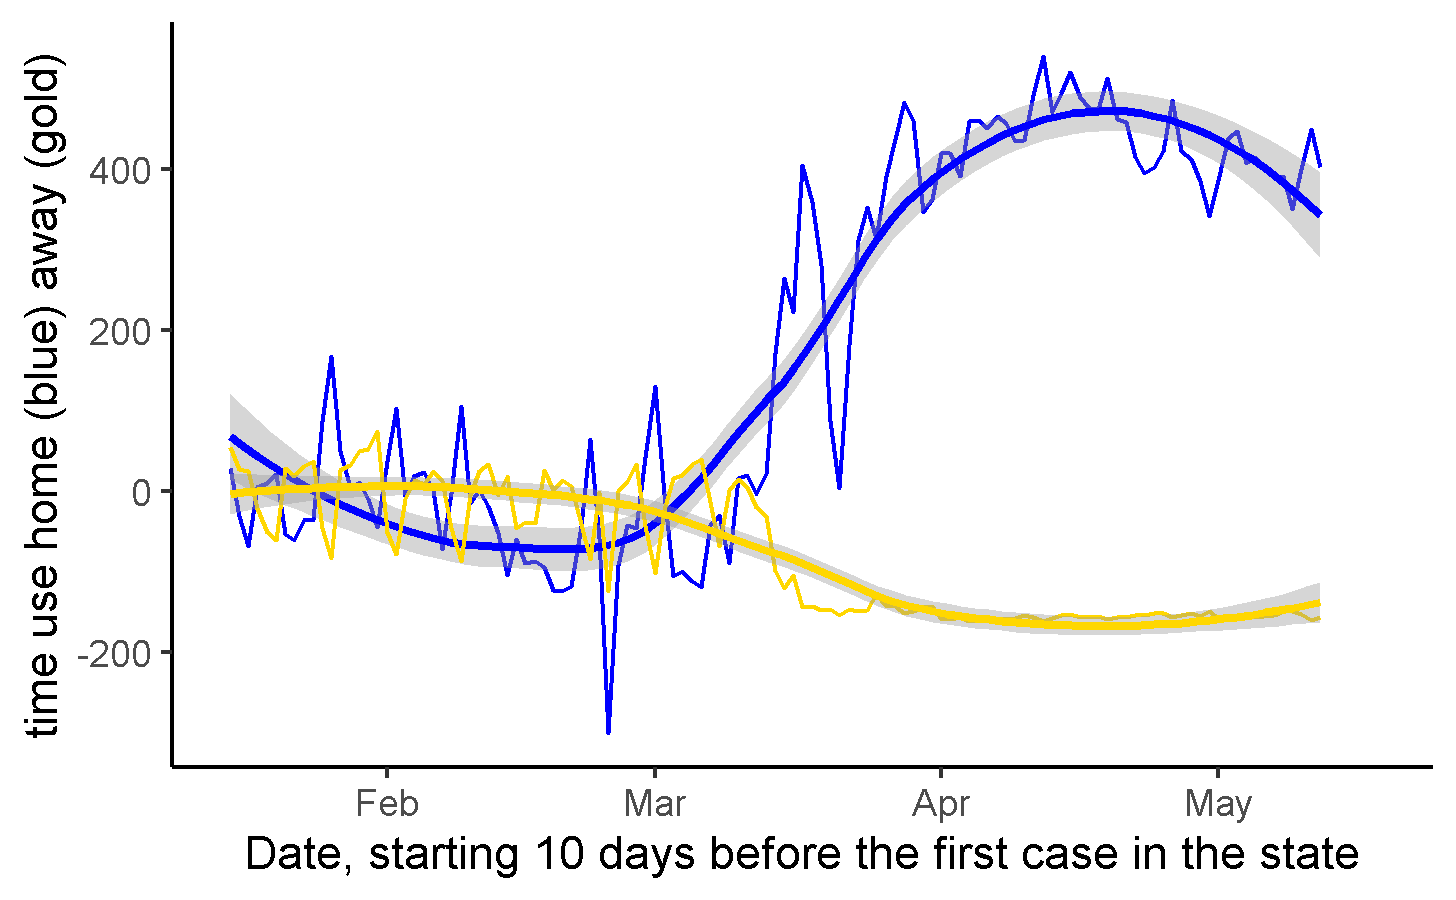 time use home (blue) away (gold)
400
200
0
-200
Feb
Mar
Apr
May
Date, starting 10 days before the first case in the state